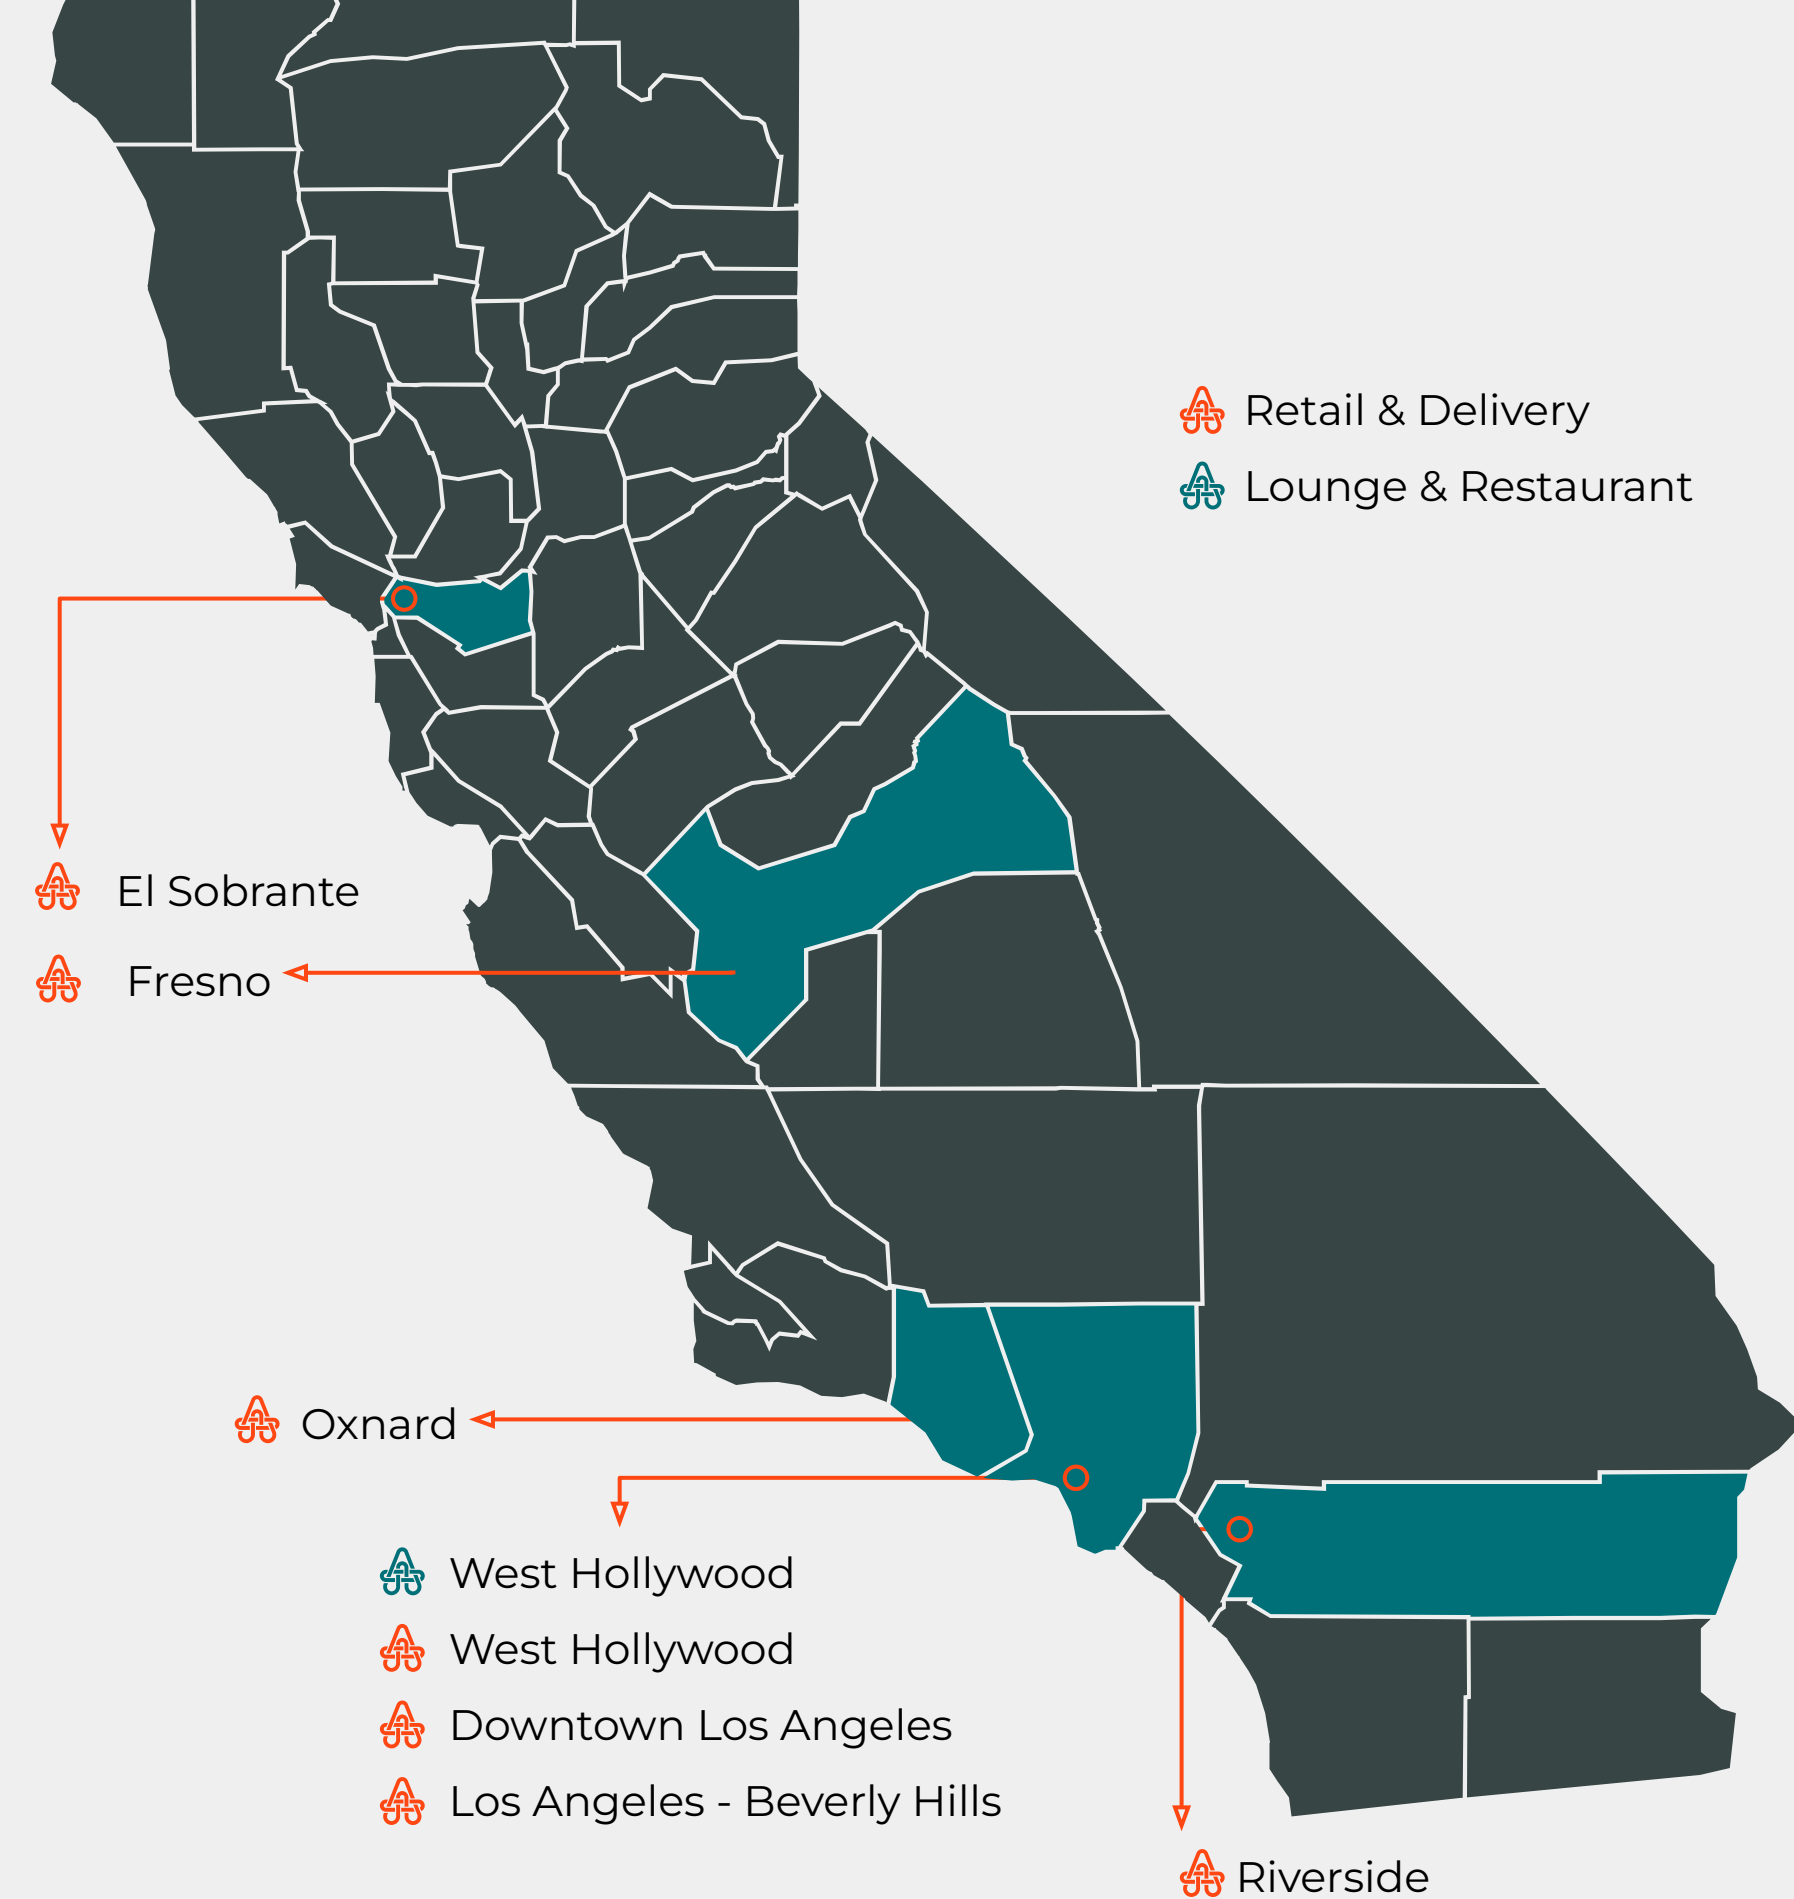 Retail & Delivery
Lounge & Restaurant
El Sobrante
Fresno
Oxnard
West Hollywood
West Hollywood
Downtown Los Angeles
Los Angeles - Beverly Hills
Riverside